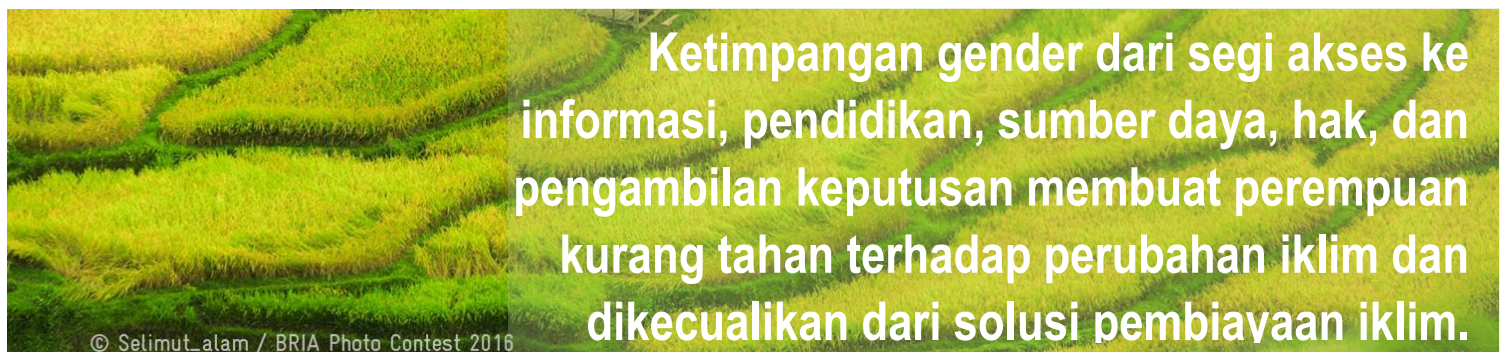 Ketimpangan gender dari segi akses ke
informasi, pendidikan, sumber daya, hak, dan
pengambilan keputusan membuat perempuan
kurang tahan terhadap perubahan iklim dan
dikecualikan dari solusi pembiayaan iklim.
© Selimut_alam / BRIA Photo Contest 2016